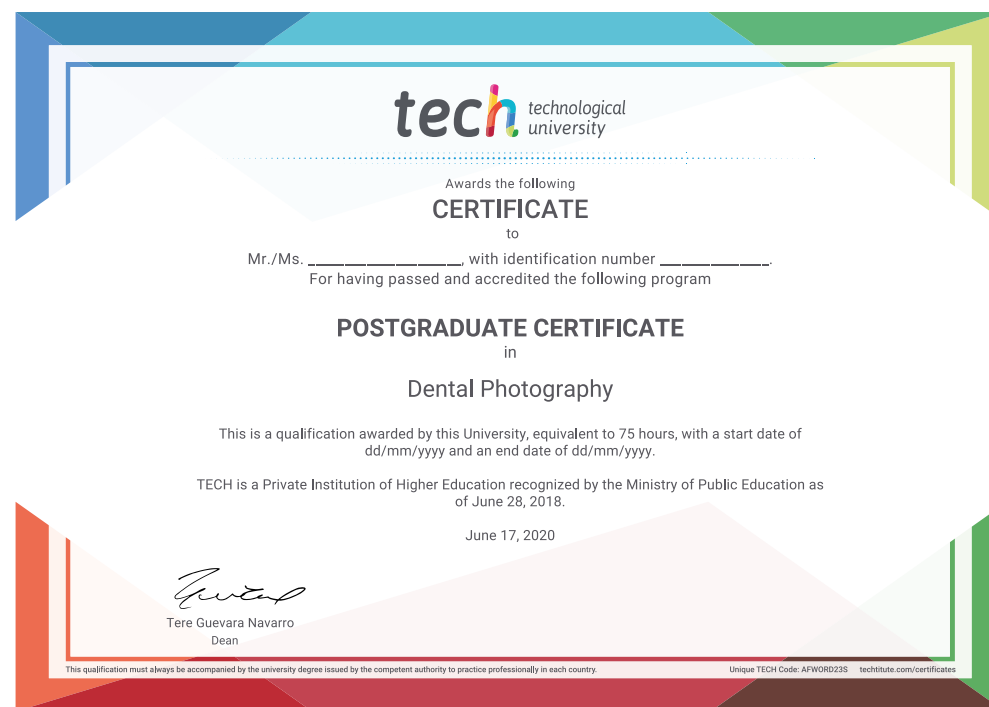 tech technological
university
Awards the following
CERTIFICATE
to
Mr./Ms. ____________________, with identification number ______________.
For having passed and accredited the following program
POSTGRADUATE CERTIFICATE
in
Dental Photography
This is a qualification awarded by this University, equivalent to 75 hours, with a start date of
dd/mm/yyyy and an end date of dd/mm/yyyy.
TECH is a Private Institution of Higher Education recognized by the Ministry of Public Education as
of June 28, 2018.
June 17, 2020
Tere Guevara Navarro
Dean
This qualification must always be accompanied by the university degree issued by the competent authority to practice professionally in each country.
Unique TECH Code: AFWORD23S techtitute.com/certificates